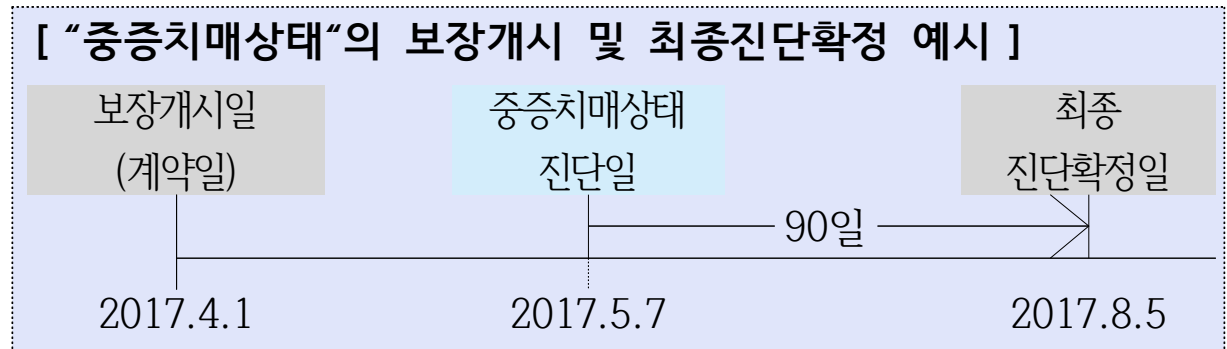 [ “중증치매상태“의 보장개시 및 최종진단확정 예시 ]
보장개시일
(계약일)
중증치매상태
진단일
최종
진단확정일
90일
2017.4.1
2017.5.7
2017.8.5